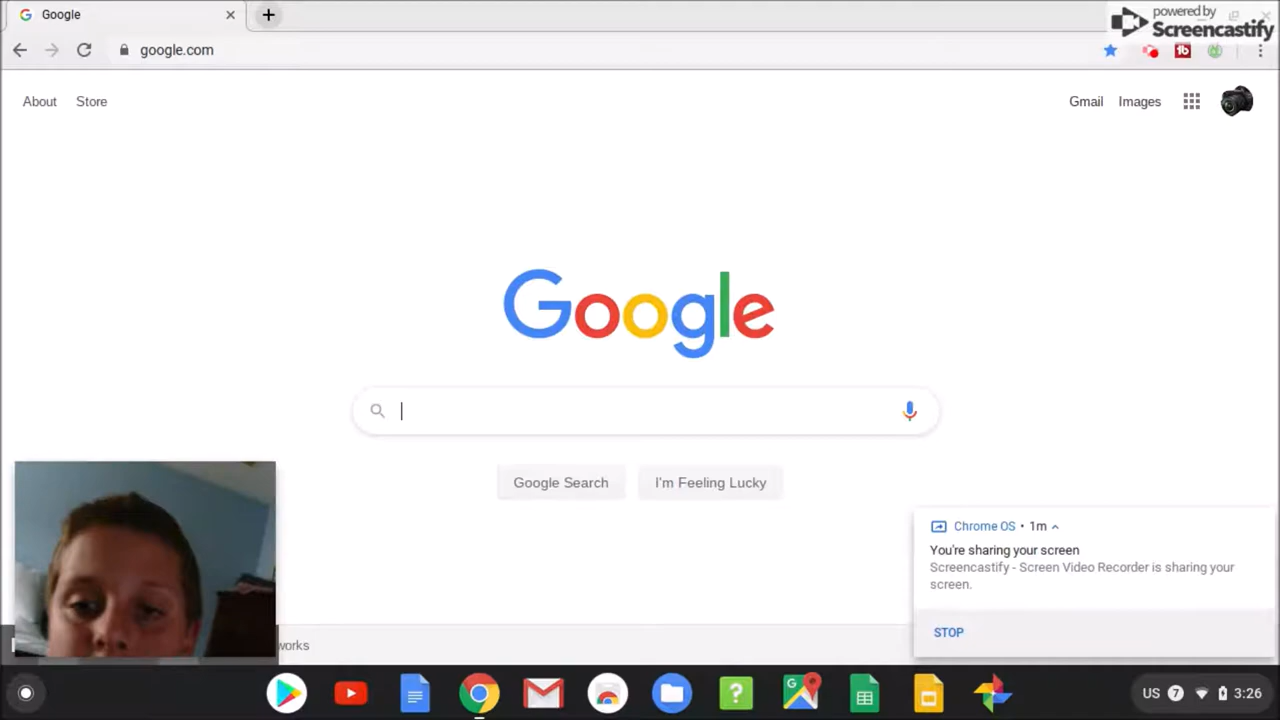 Google
powered by
Screencastify
google.com
About Store
Gmail Images
Google
Google Search
I'm Feeling Lucky
Chrome OS • 1m
You're sharing your screen
Screencastify - Screen Video Recorder is sharing your
screen.
STOP
works
US 7 3:26